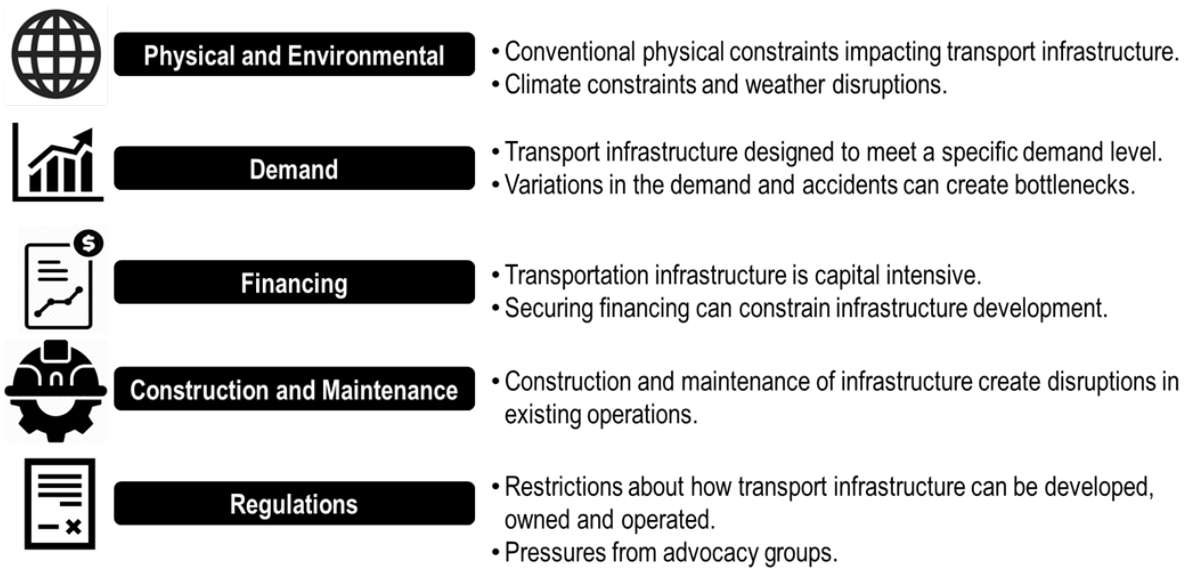 Physical and Environmental
• Conventional physical constraints impacting transport infrastructure.
• Climate constraints and weather disruptions.
Demand
• Transport infrastructure designed to meet a specific demand level.
• Variations in the demand and accidents can create bottlenecks.
$
Financing
• Transportation infrastructure is capital intensive.
• Securing financing can constrain infrastructure development.
Construction and Maintenance
• Construction and maintenance of infrastructure create disruptions in
existing operations.
Regulations
• Restrictions about how transport infrastructure can be developed,
owned and operated.
• Pressures from advocacy groups.